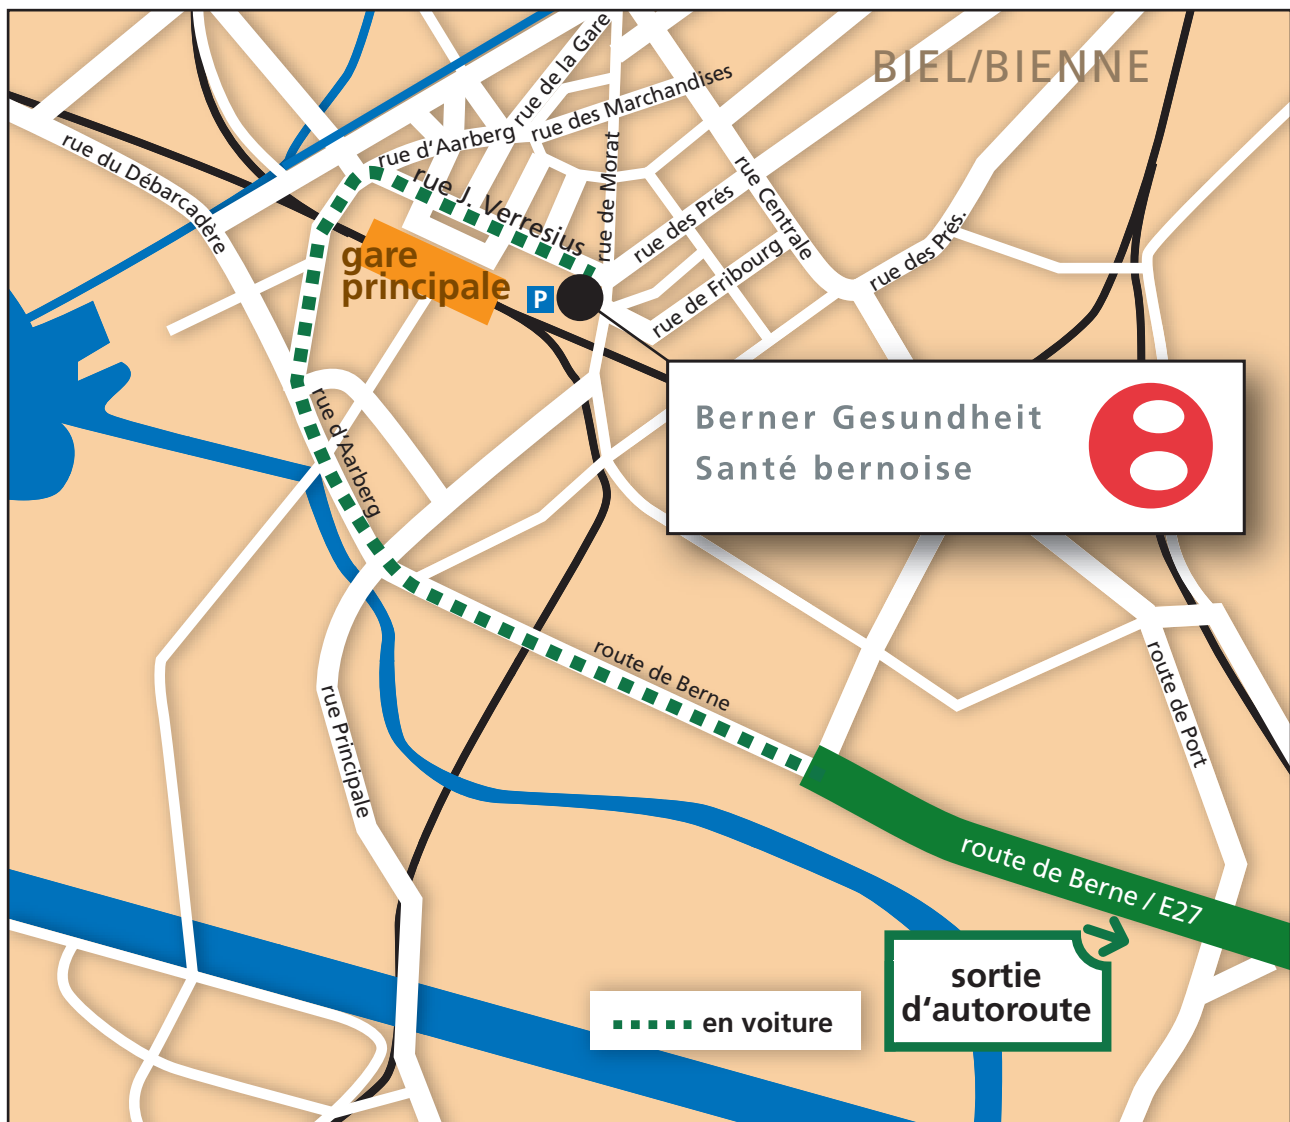 BIEL/BIENNE
rue de la Gare
rue des Marchandises
rue d'Aarberg
rue du Débarcadère
rue J. Verresius
rue de Morat
rue Centrale
rue des Prés
rue des Prés.
rue de Fribourg
gare
principale
P
Berner Gesundheit
Santé bernoise
rue d'Aarberg
route de Berne
rue Principale
route de Port
route de Berne / E27
sortie
d'autoroute
en voiture